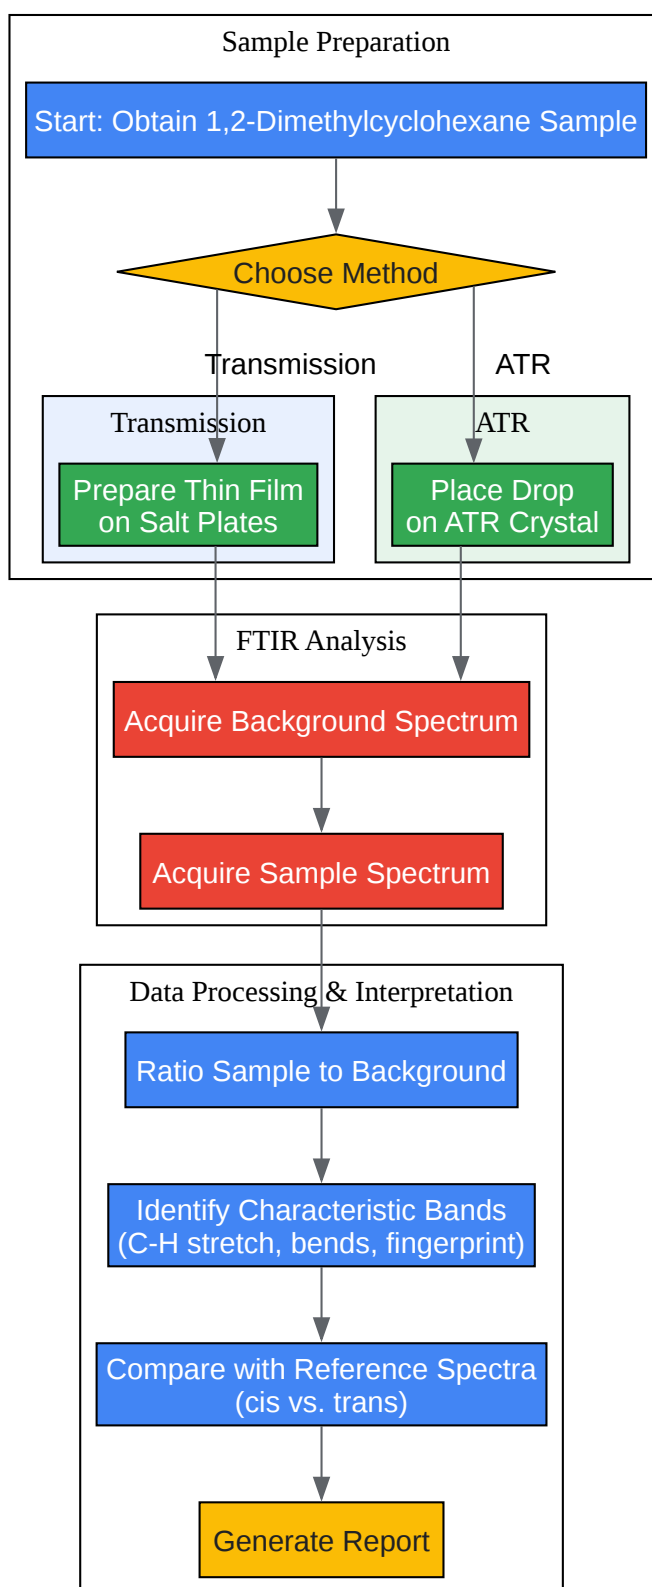 Sample Preparation
Start: Obtain 1,2-Dimethylcyclohexane Sample
Choose Method
Transmission
ATR
Transmission
ATR
Prepare Thin Film
on Salt Plates
Place Drop
on ATR Crystal
FTIR Analysis
Acquire Background Spectrum
Acquire Sample Spectrum
Data Processing & Interpretation
Ratio Sample to Background
Identify Characteristic Bands
(C-H stretch, bends, fingerprint)
Compare with Reference Spectra
(cis vs. trans)
Generate Report